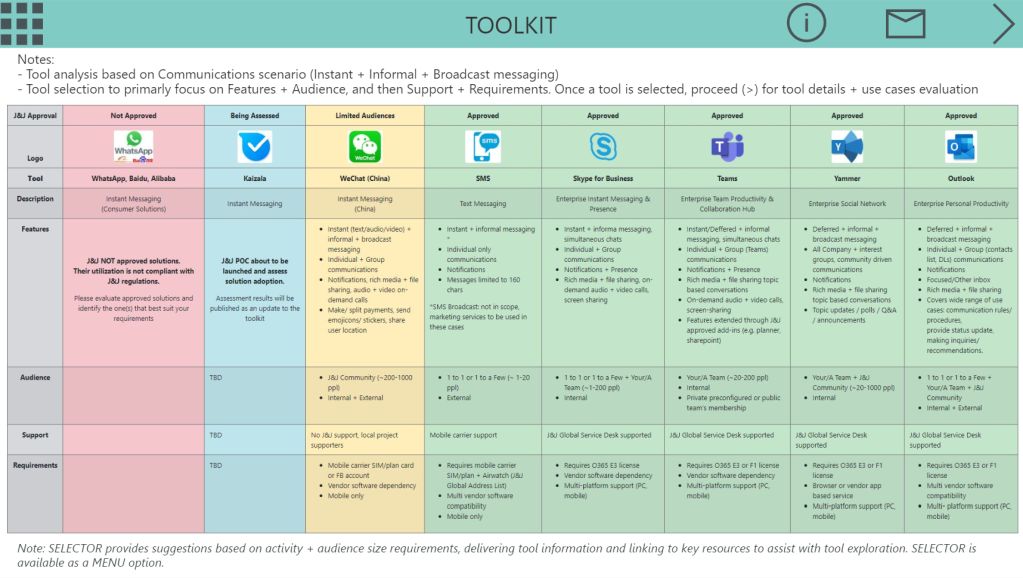 TOOLKIT
i
Notes:
- Tool analysis based on Communications scenario (Instant + Informal + Broadcast messaging)
- Tool selection to primarly focus on Features + Audience, and then Support + Requirements. Once a tool is selected, proceed (>) for tool details + use cases evaluation
J&J Approval
Not Approved
Being Assessed
Limited Audiences
Approved
Approved
Approved
Approved
Approved
Logo
WhatsApp
Bai
WeChat
sms
S
T
Y
O
Tool
WhatsApp, Baidu, Alibaba
Kaizala
WeChat (China)
SMS
Skype for Business
Teams
Yammer
Outlook
Description
Instant Messaging
(Consumer Solutions)
Instant Messaging
Instant Messaging
(China)
Text Messaging
Enterprise Instant Messaging &
Presence
Enterprise Team Productivity &
Collaboration Hub
Enterprise Social Network
Enterprise Personal Productivity
Features
J&J NOT approved solutions.
Their utilization is not compliant with
J&J regulations.
Please evaluate approved solutions and
identify the one(s) that best suit your
requirements
J&J POC about to be
launched and assess
solution adoption.
Assessment results will be
published as an update to the
toolkit
• Instant (text/audio/video) +
informal + broadcast
messaging
• Individual + Group
communications
• Notifications, rich media + file
sharing, audio + video on-
demand calls
• Make/ split payments, send
emojicons/ stickers, share
user location
• Instant + informal messaging
*
• Individual only
communications
• Notifications
• Messages limited to 160
chars
*SMS Broadcast: not in scope,
marketing services to be used in
these cases
• Instant + informa messaging,
simultaneous chats
• Individual + Group
communications
• Notifications + Presence
• Rich media + file sharing, on-
demand audio + video calls,
screen sharing
• Instant/Deffered + informal
messaging, simultaneous chats
• Individual + Group (Teams)
communications
• Notifications + Presence
• Rich media + file sharing topic
based conversations
• On-demand audio + video calls,
screen-sharing
• Features extended through J&J
approved add-ins (e.g. planner,
sharepoint)
• Deferred + informal +
broadcast messaging
• All Company + interest
groups, community driven
communications
• Notifications
• Rich media + file sharing
topic based conversations
• Topic updates / polls / Q&A
/ announcements
• Deferred + informal +
broadcast messaging
• Individual + Group (contacts
list, DLs) communications
• Notifications
• Focused/Other inbox
• Rich media + file sharing
• Covers wide range of use
cases: communication rules/
procedures,
provide status update,
making inquiries/
recommendations.
Audience
TBD
• J&J Community (~200-1000
ppl)
• Internal + External
• 1 to 1 or 1 to a Few (~ 1-20
ppl)
• External
• 1 to 1 or 1 to a Few + Your/A
Team (~1-200 ppl)
• Internal
• Your/A Team (~20-200 ppl)
• Internal
• Private preconfigured or public
team's membership
• Your/A Team + J&J
Community (~20-1000 ppl)
• Internal
• 1 to 1 or 1 to a Few +
Your/A Team + J&J
Community
• Internal + External
Support
TBD
No J&J support, local project
supporters
Mobile carrier support
J&J Global Service Desk supported
J&J Global Service Desk supported
J&J Global Service Desk
supported
J&J Global Service Desk
supported
Requirements
TBD
• Mobile carrier SIM/plan card
or FB account
• Vendor software dependency
• Mobile only
• Requires mobile carrier
SIM/plan + Airwatch (J&J
Global Address List)
• Multi vendor software
compatibility
• Mobile only
• Requires O365 E3 license
• Vendor software dependency
• Multi-platform support (PC,
mobile)
• Requires O365 E3 or F1 license
• Vendor software dependency
• Multi-platform support (PC,
mobile)
• Requires O365 E3 or F1
license
• Browser or vendor app
based service
• Multi-platform support (PC,
mobile)
• Requires O365 E3 or F1
license
• Multi vendor software
compatibility
• Multi- platform support (PC,
mobile)
Note: SELECTOR provides suggestions based on activity + audience size requirements, delivering tool information and linking to key resources to assist with tool exploration. SELECTOR is
available as a MENU option.